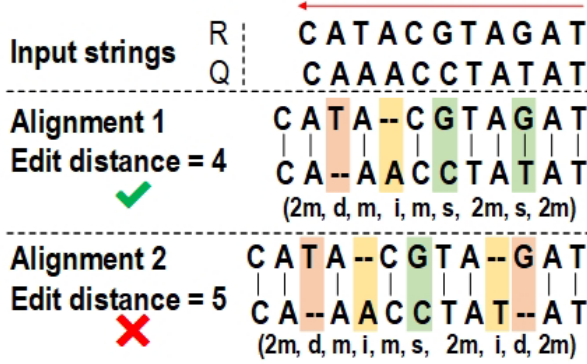 Input strings
R C A T A C G T A G A T
Q C A A A C C T A T A T
Alignment 1
Edit distance = 4
C A T A -- C G T A G A T
C A -- A A C C T A T A T
(2m, d, m, i, m, s, 2m, s, 2m)
Alignment 2
Edit distance = 5
C A T A -- C G T A -- G A T
C A -- A A C C T A T -- A T
(2m, d, m, i, m, s, 2m, i, d, 2m)